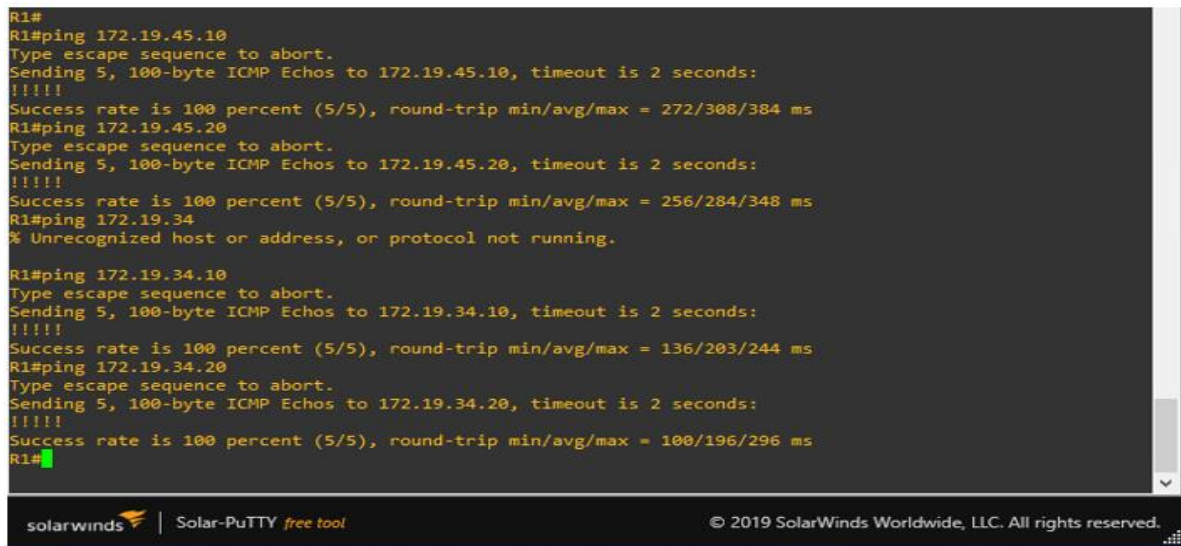 R1#
R1#ping 172.19.45.10
Type escape sequence to abort.
Sending 5, 100-byte ICMP Echos to 172.19.45.10, timeout is 2 seconds:
!!!!!
Success rate is 100 percent (5/5), round-trip min/avg/max = 272/308/384 ms
R1#ping 172.19.45.20
Type escape sequence to abort.
Sending 5, 100-byte ICMP Echos to 172.19.45.20, timeout is 2 seconds:
!!!!!
Success rate is 100 percent (5/5), round-trip min/avg/max = 256/284/348 ms
R1#ping 172.19.34
% Unrecognized host or address, or protocol not running.
R1#ping 172.19.34.10
Type escape sequence to abort.
Sending 5, 100-byte ICMP Echos to 172.19.34.10, timeout is 2 seconds:
!!!!!
Success rate is 100 percent (5/5), round-trip min/avg/max = 136/203/244 ms
R1#ping 172.19.34.20
Type escape sequence to abort.
Sending 5, 100-byte ICMP Echos to 172.19.34.20, timeout is 2 seconds:
!!!!!
Success rate is 100 percent (5/5), round-trip min/avg/max = 100/196/296 ms
R1#
solarwinds | Solar-PuTTY free tool © 2019 SolarWinds Worldwide, LLC. All rights reserved.